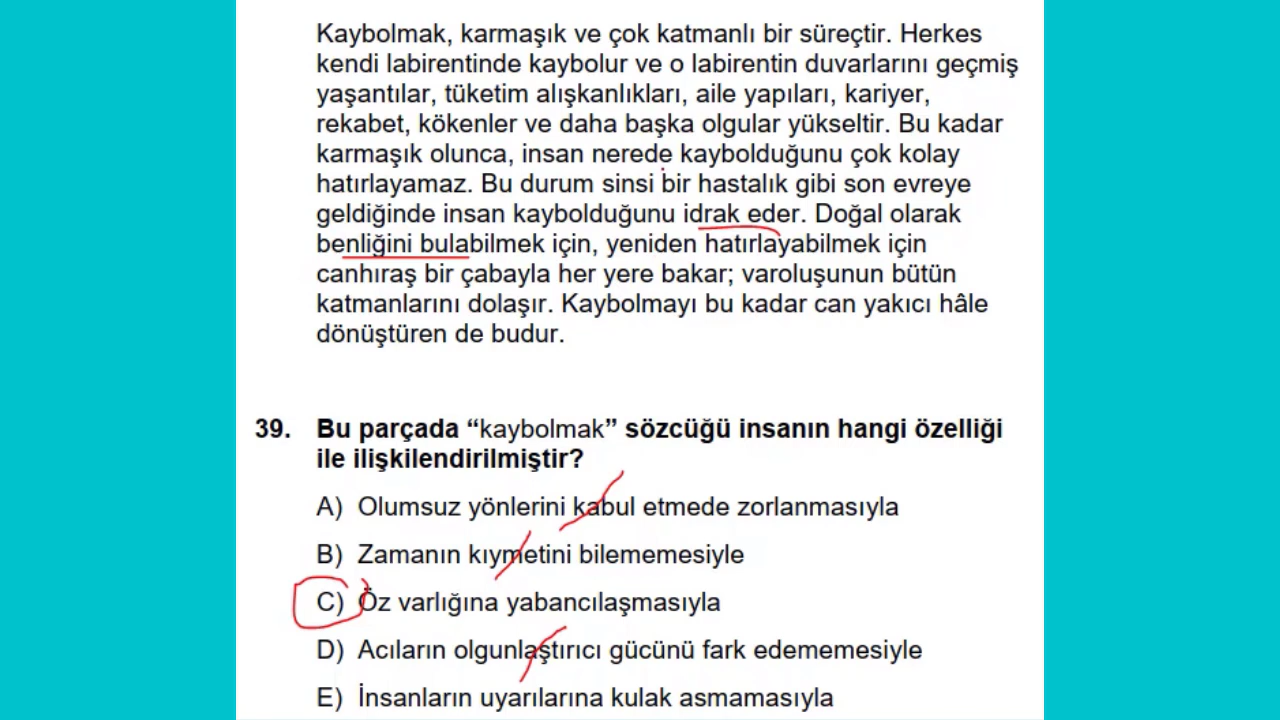 Kaybolmak, karmaşık ve çok katmanlı bir süreçtir. Herkes
kendi labirentinde kaybolur ve o labirentin duvarlarını geçmiş
yaşantılar, tüketim alışkanlıkları, aile yapıları, kariyer,
rekabet, kökenler ve daha başka olgular yükseltir. Bu kadar
karmaşık olunca, insan nerede kaybolduğunu çok kolay
hatırlayamaz. Bu durum sinsi bir hastalık gibi son evreye
geldiğinde insan kaybolduğunu idrak eder. Doğal olarak
benliğini bulabilmek için, yeniden hatırlayabilmek için
canhıraş bir çabayla her yere bakar; varoluşunun bütün
katmanlarını dolaşır. Kaybolmayı bu kadar can yakıcı hâle
dönüştüren de budur.
39. Bu parçada “kaybolmak” sözcüğü insanın hangi özelliği
ile ilişkilendirilmiştir?
A) Olumsuz yönlerini kabul etmede zorlanmasıyla
B) Zamanın kıymetini bilememesiyle
C) Öz varlığına yabancılaşmasıyla
D) Acıların olgunlaştırıcı gücünü fark edememesiyle
E) İnsanların uyarılarına kulak asmamasıyla